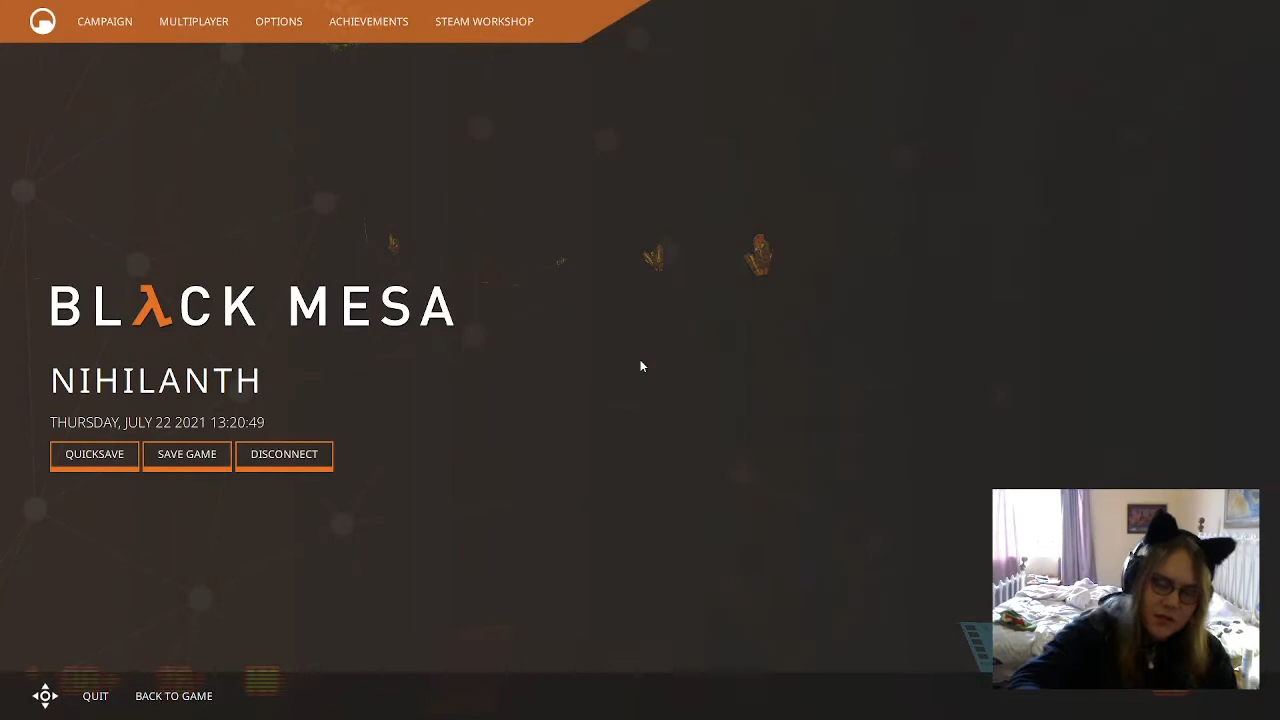 CAMPAIGN MULTIPLAYER OPTIONS ACHIEVEMENTS STEAM WORKSHOP
BLλCK MESA
NIHILANTH
THURSDAY, JULY 22 2021 13:20:49
QUICKSAVE SAVE GAME DISCONNECT
QUIT BACK TO GAME